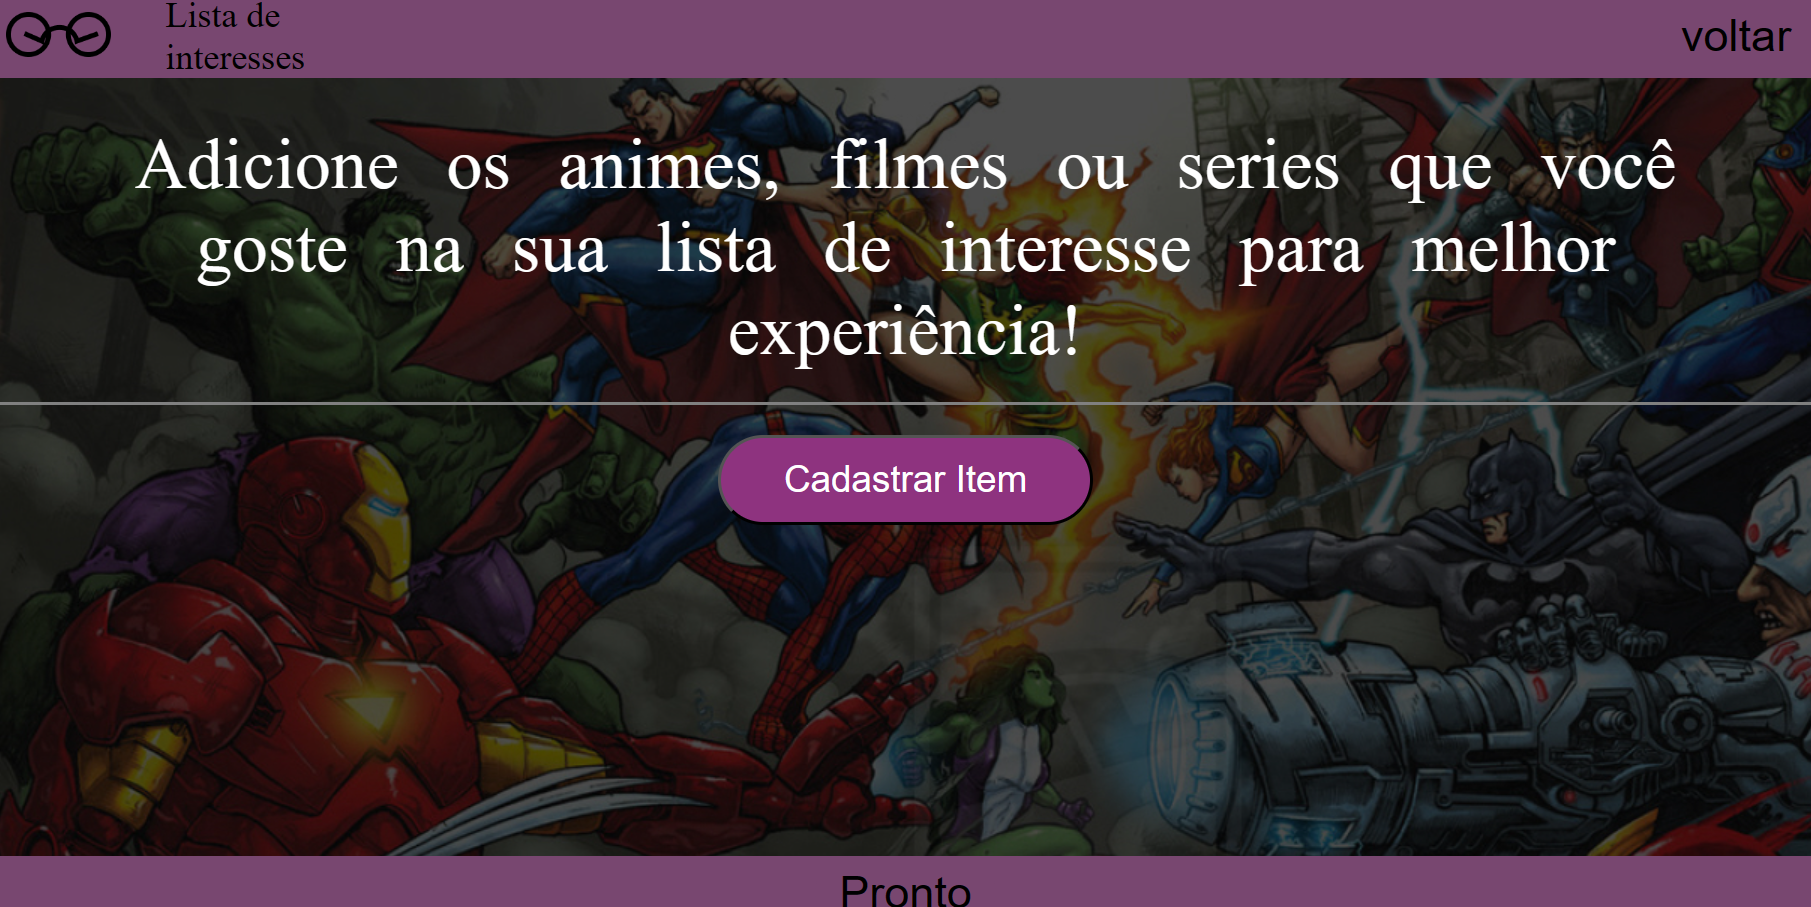 Lista de
interesses
voltar
Adicione os animes, filmes ou series que você
goste na sua lista de interesse para melhor
experiência!
Cadastrar Item
Pronto